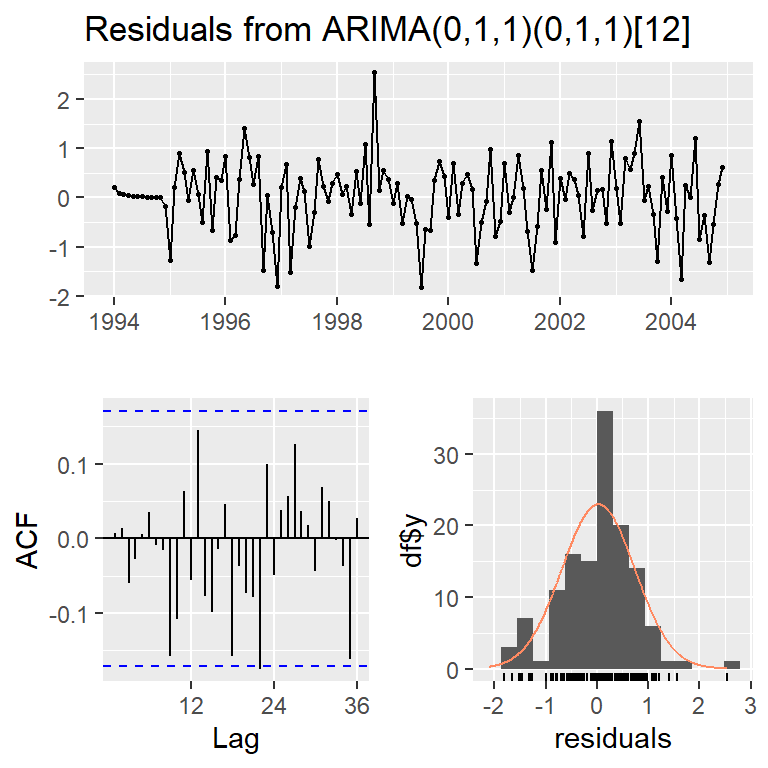 Residuals from ARIMA(0,1,1)(0,1,1)[12]
2
1
0
-1
-2
1994 1996 1998 2000 2002 2004
ACF
0.1
0.0
-0.1
12 24 36
Lag
df$y
30
20
10
0
-2 -1 0 1 2 3
residuals